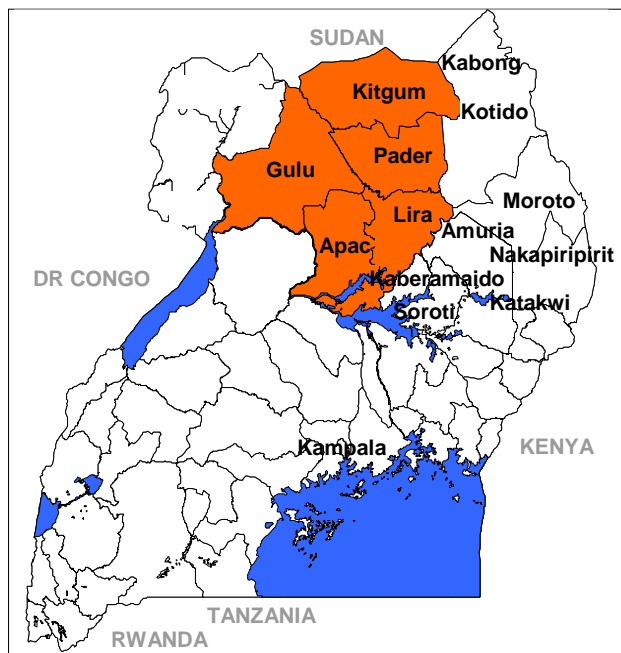 SUDAN
Kabong
Kitgum
Kotido
Pader
Gulu
Moroto
Lira
Amuria
Apac
Nakapiripirit
DR CONGO
Kaberamaido
Katakwi
Soroti
Kampala
KENYA
TANZANIA
RWANDA